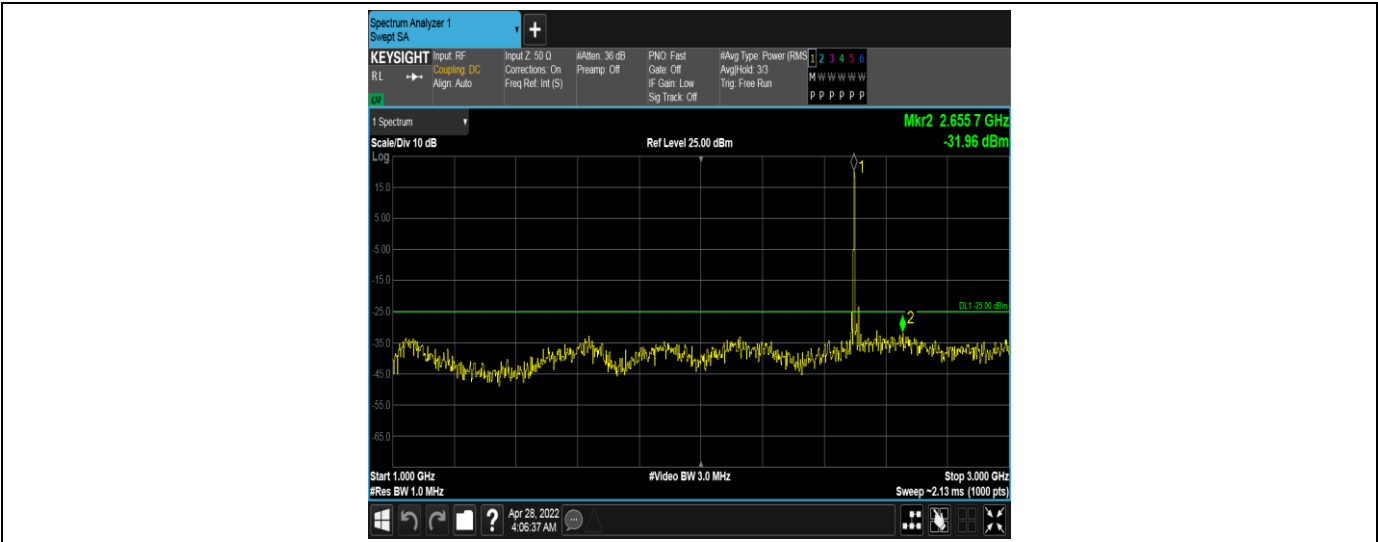 Spectrum Analyzer 1
Swept SA
+
KEYSIGHT Input: RF Input Z: 50 Ω #Atten: 36 dB PNO: Fast #Avg Type: Power (RMS 1 2 3 4 5 6
RL Coupling: DC Corrections: On Preamp: Off Gate: Off Avg|Hold: 3/3 M W W W W W
Align: Auto Freq Ref: Int (S) IF Gain: Low Trig: Free Run
Sig Track: Off P P P P P P
LXI
1 Spectrum Mkr2 2.655 7 GHz
Scale/Div 10 dB Ref Level 25.00 dBm -31.96 dBm
Log
1
15.0
5.00
-5.00
-15.0
DL1 -25.00 dBm
-25.0
2
-35.0
-45.0
-55.0
-65.0
Start 1.000 GHz #Video BW 3.0 MHz Stop 3.000 GHz
#Res BW 1.0 MHz Sweep ~2.13 ms (1000 pts)
? Apr 28, 2022
4:06:37 AM